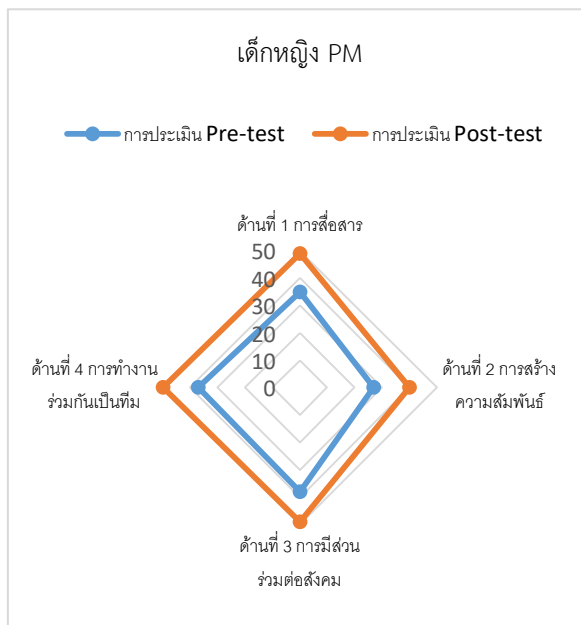 เด็กหญิง PM
การประเมิน Pre-test
การประเมิน Post-test
ด้านที่ 1 การสื่อสาร
50
40
30
20
10
0
ด้านที่ 2 การสร้าง
ความสัมพันธ์
ด้านที่ 4 การทำงาน
ร่วมกันเป็นทีม
ด้านที่ 3 การมีส่วน
ร่วมต่อสังคม